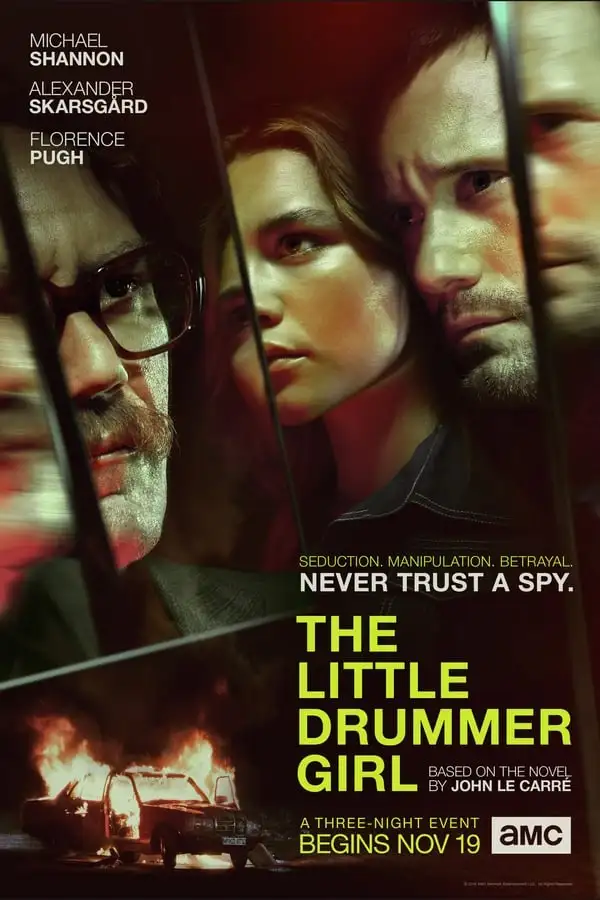 MICHAEL
SHANNON
ALEXANDER
SKARSGÅRD
FLORENCE
PUGH
SEDUCTION. MANIPULATION. BETRAYAL.
NEVER TRUST A SPY.
THE
LITTLE
DRUMMER
GIRL
BASED ON THE NOVEL
BY JOHN LE CARRÉ
A THREE-NIGHT EVENT
BEGINS NOV 19
aMC